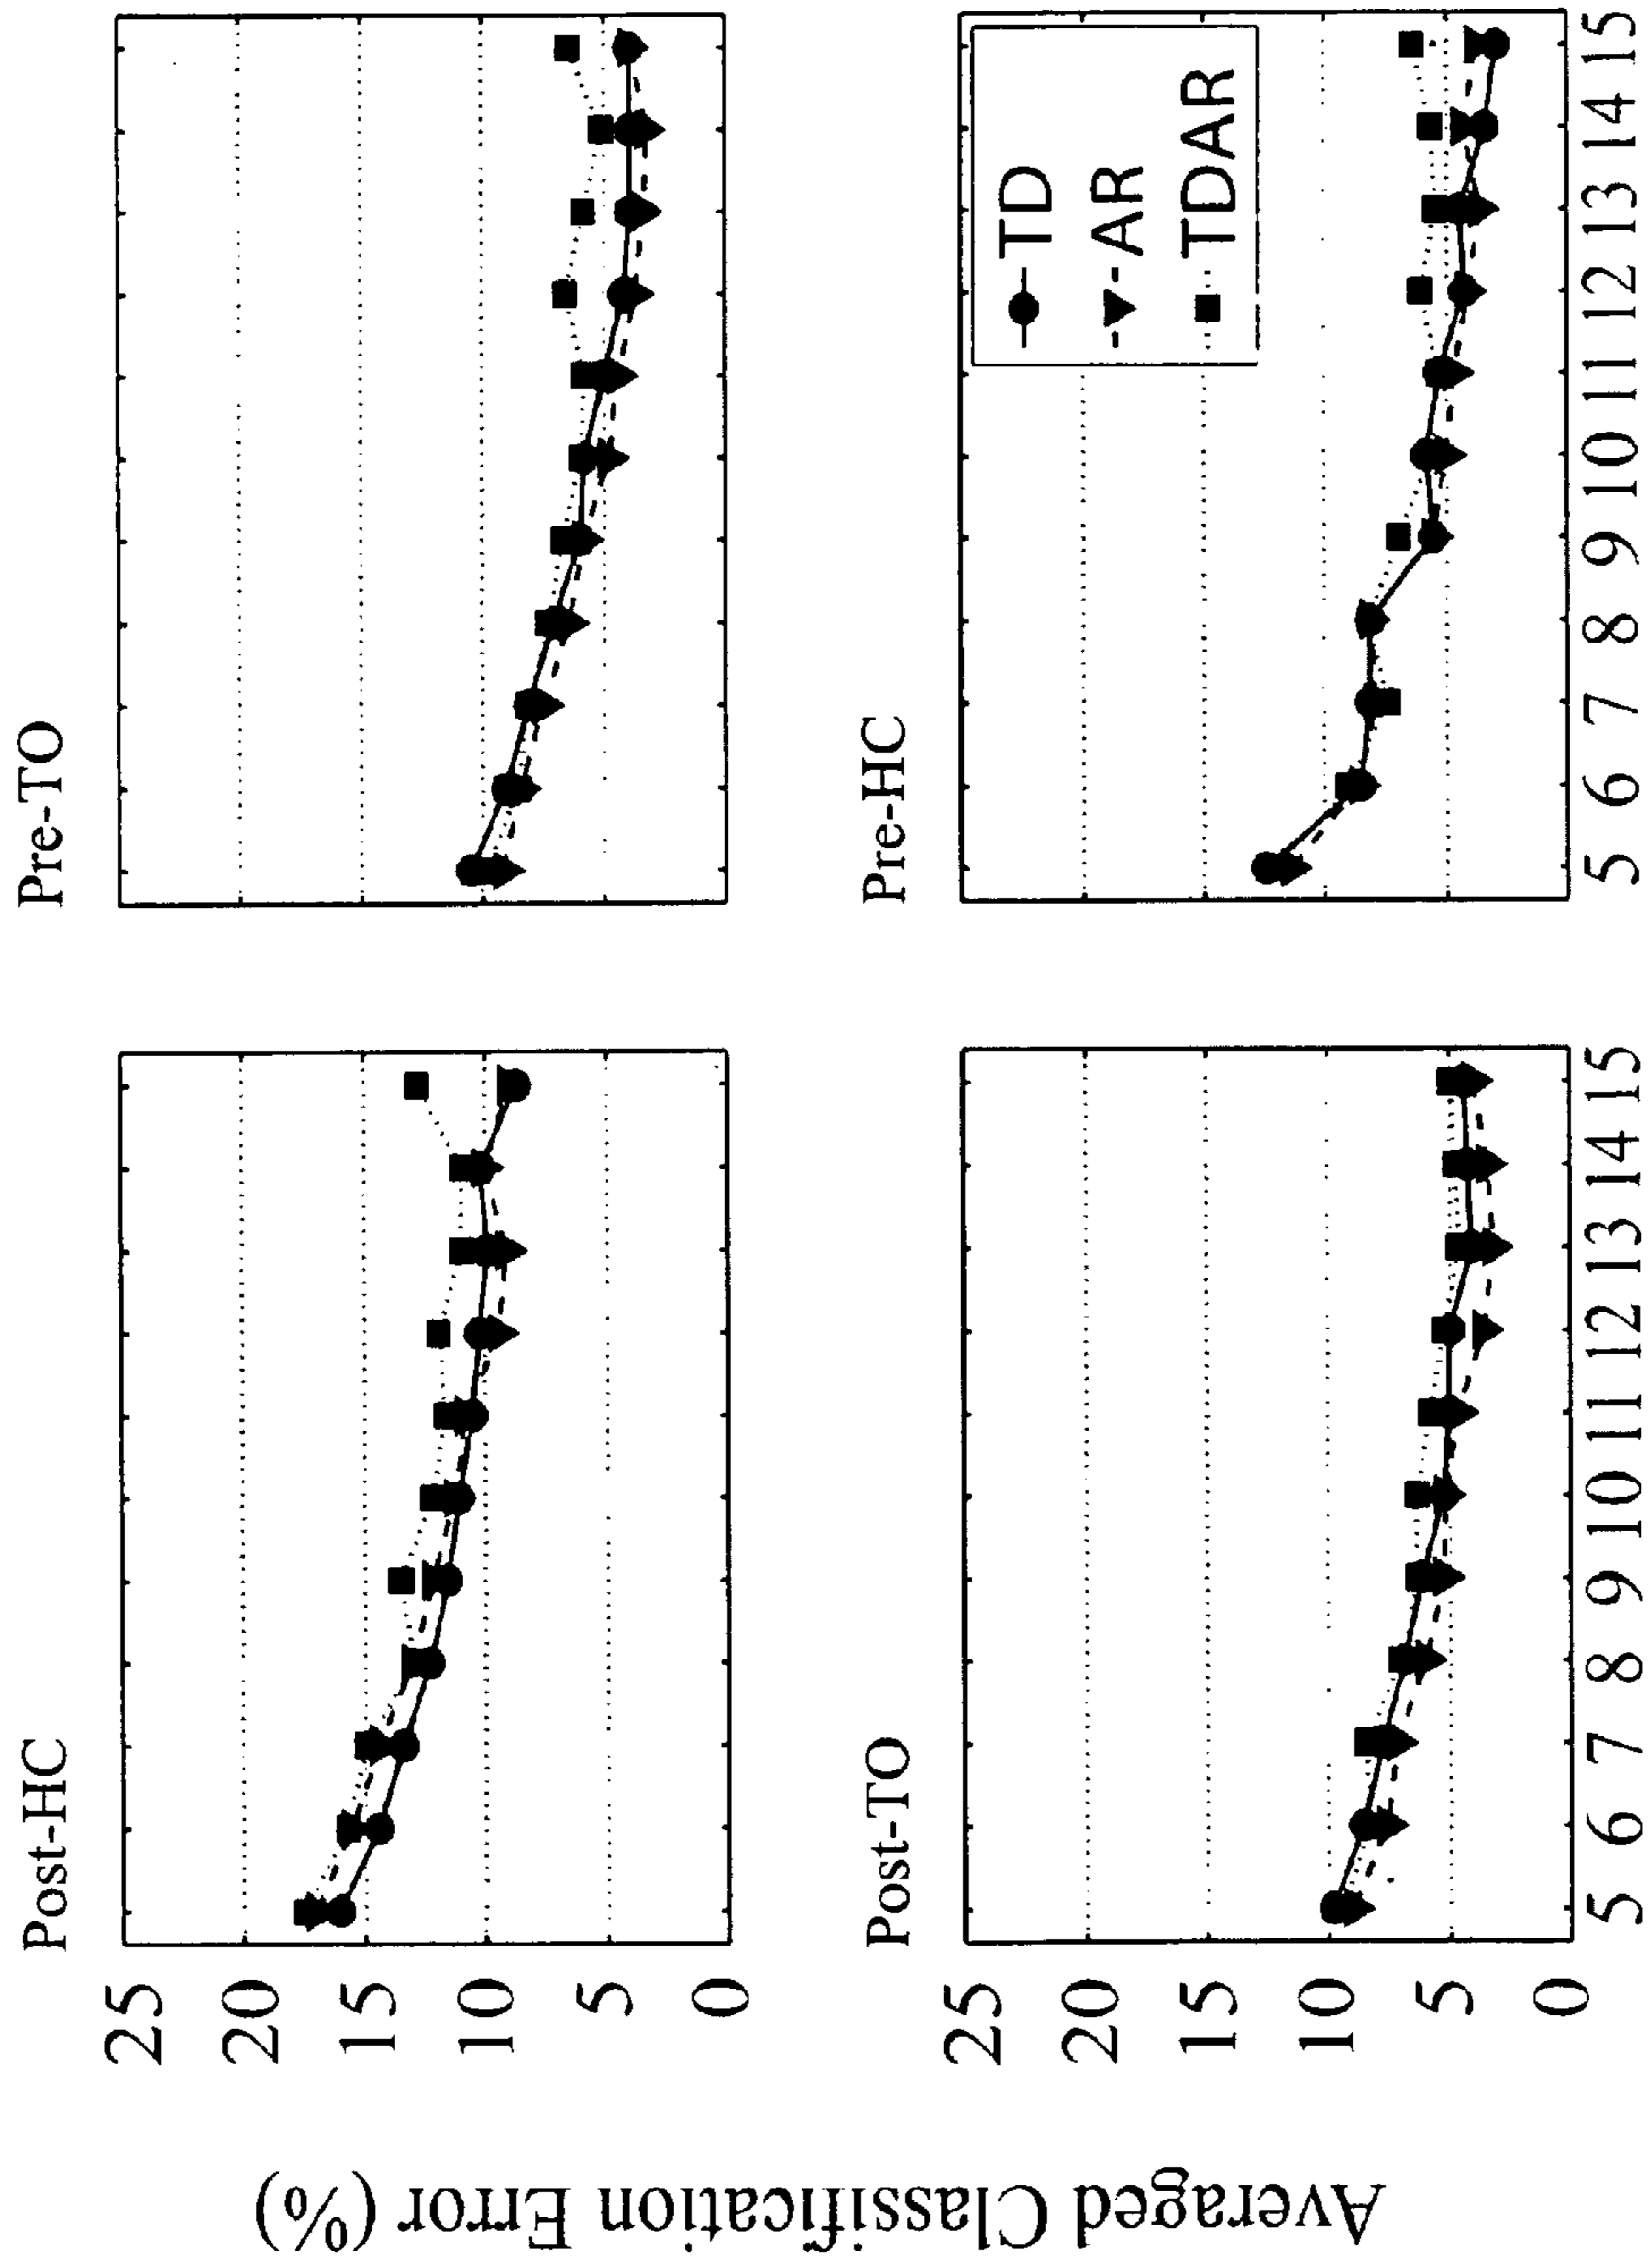 Averaged Classification Error (%)
Post-HC
Pre-TO
25
20
15
10
5
0
Post-TO
Pre-HC
TD
AR
TDAR
25
20
15
10
5
0
5 6 7 8 9 10 11 12 13 14 15
5 6 7 8 9 10 11 12 13 14 15